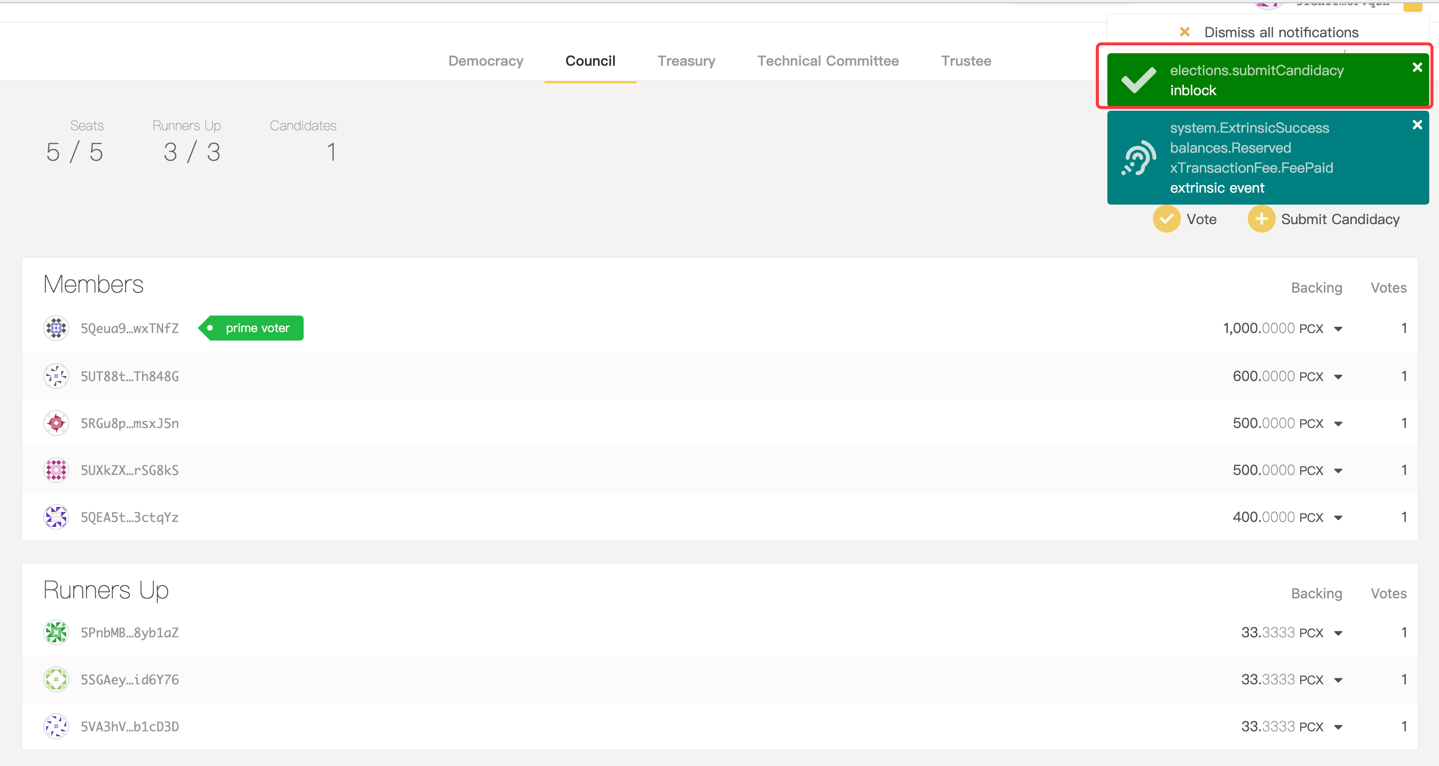 Dismiss all notifications
Democracy Council Treasury Technical Committee Trustee
elections.submitCandidacy
inblock
Seats Runners Up Candidates
5 / 5 3 / 3 1
system.ExtrinsicSuccess
balances.Reserved
xTransactionFee.FeePaid
extrinsic event
Vote Submit Candidacy
Members Backing Votes
5Qeua9…wxTNfZ prime voter 1,000.0000 PCX 1
5UT88t…Th848G 600.0000 PCX 1
5RGu8p…msxJ5n 500.0000 PCX 1
5UXkZX…rSG8kS 500.0000 PCX 1
5QEA5t…3ctqYz 400.0000 PCX 1
Runners Up Backing Votes
5PnbMB…8yb1aZ 33.3333 PCX 1
5SGAey…id6Y76 33.3333 PCX 1
5VA3hV…b1cD3D 33.3333 PCX 1